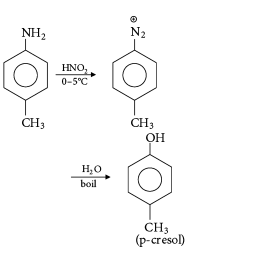 NH₂
⊕
N₂
HNO₂
0–5°C
CH₃
CH₃
OH
H₂O
boil
CH₃
(p-cresol)